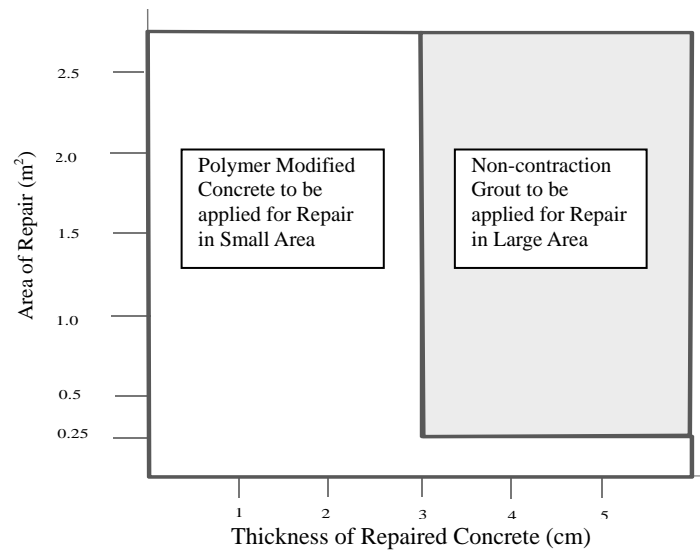 2.5
2.0
1.5
1.0
0.5
0.25
Area of Repair (m²)
Polymer Modified
Concrete to be
applied for Repair
in Small Area
Non-contraction
Grout to be
applied for Repair
in Large Area
1 2 3 4 5
Thickness of Repaired Concrete (cm)